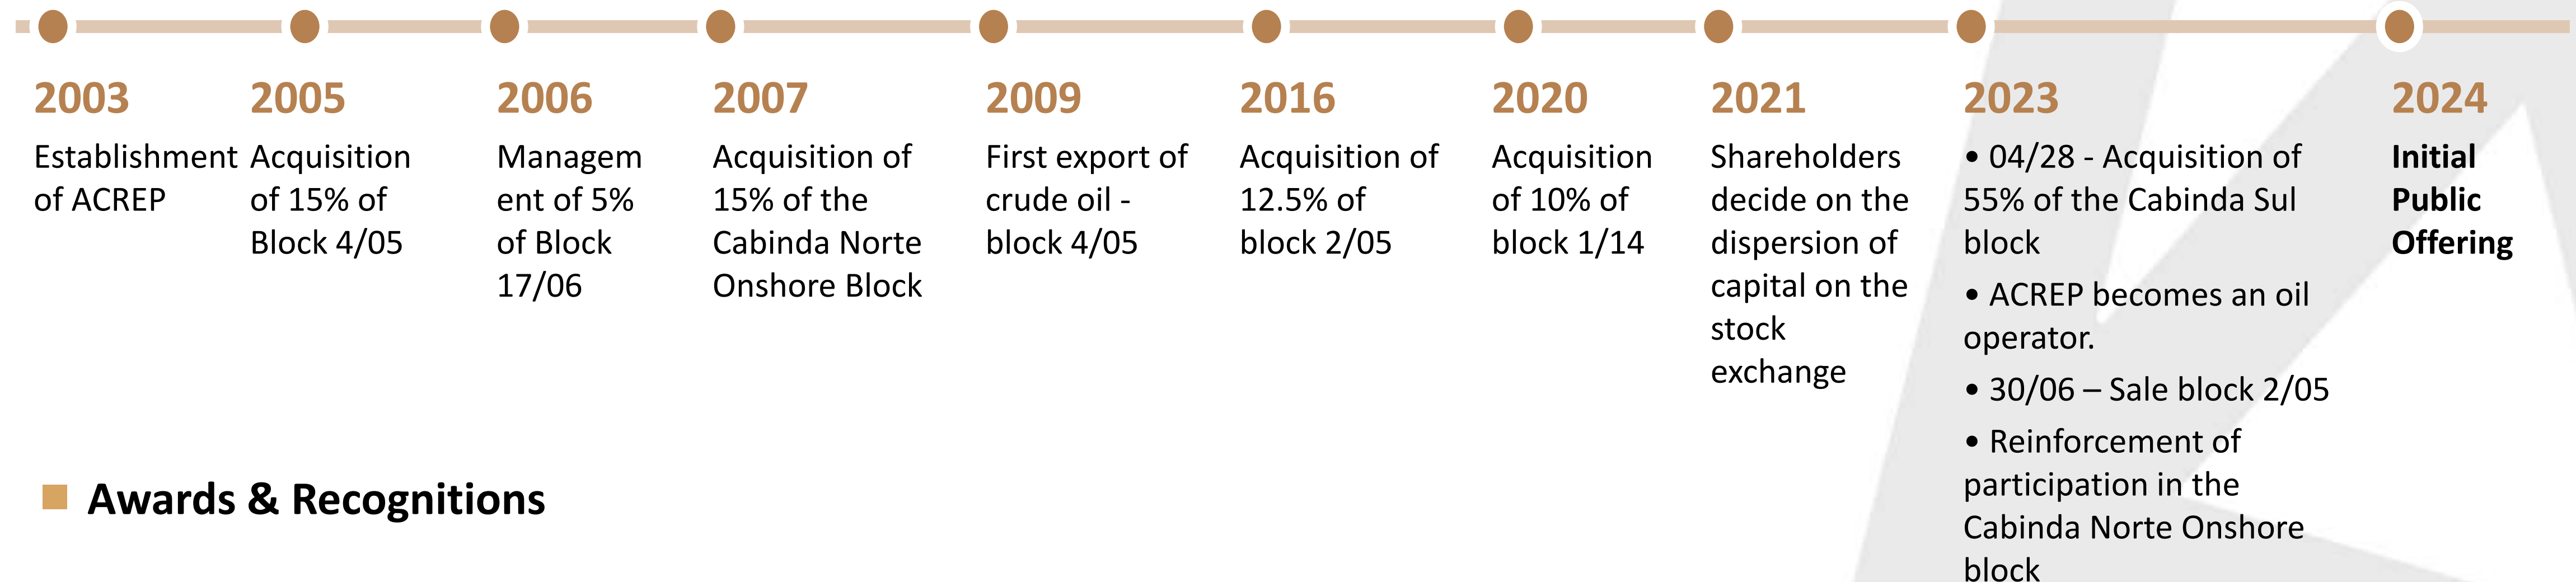 2003
Establishment
of ACREP
2005
Acquisition
of 15% of
Block 4/05
2006
Managem
ent of 5%
of Block
17/06
2007
Acquisition of
15% of the
Cabinda Norte
Onshore Block
2009
First export of
crude oil -
block 4/05
2016
Acquisition of
12.5% of
block 2/05
2020
Acquisition
of 10% of
block 1/14
2021
Shareholders
decide on the
dispersion of
capital on the
stock
exchange
2023
• 04/28 - Acquisition of
55% of the Cabinda Sul
block
• ACREP becomes an oil
operator.
• 30/06 – Sale block 2/05
• Reinforcement of
participation in the
Cabinda Norte Onshore
block
2024
Initial
Public
Offering
Awards & Recognitions